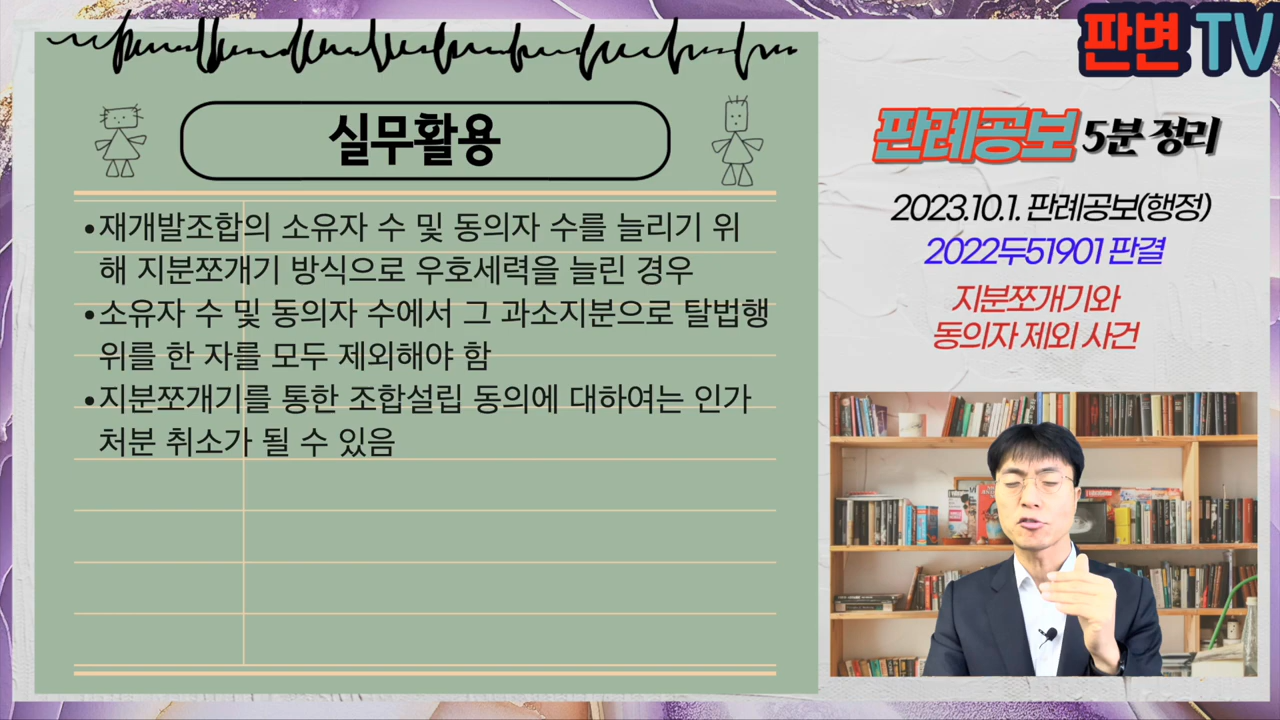 판변 TV
실무활용
•재개발조합의 소유자 수 및 동의자 수를 늘리기 위
해 지분쪼개기 방식으로 우호세력을 늘린 경우
•소유자 수 및 동의자 수에서 그 과소지분으로 탈법행
위를 한 자를 모두 제외해야 함
•지분쪼개기를 통한 조합설립 동의에 대하여는 인가
처분 취소가 될 수 있음
판례공보 5분 정리
2023.10.1. 판례공보(행정)
2022두51901 판결
지분쪼개기와
동의자 제외 사건